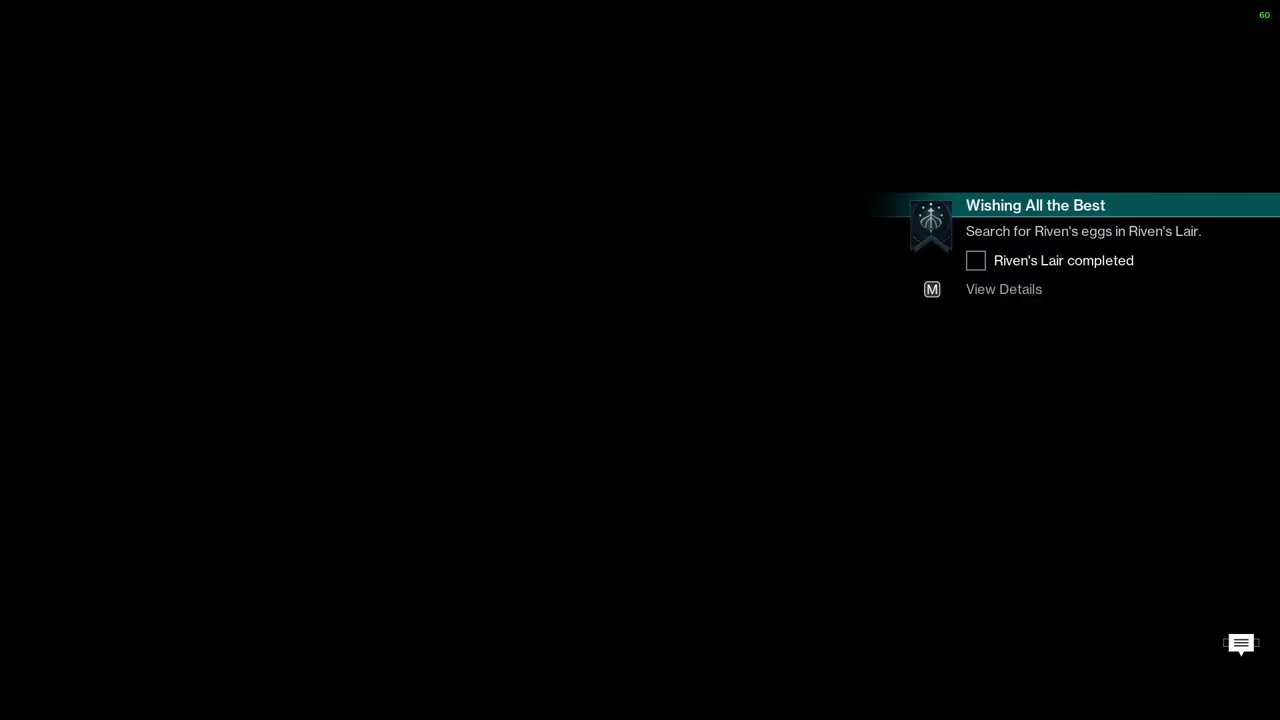 60
Wishing All the Best
Search for Riven's eggs in Riven's Lair.
Riven's Lair completed
M View Details